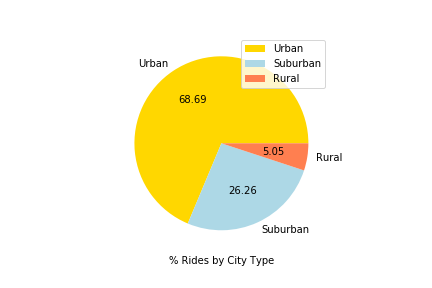 Urban
Urban
Suburban
Rural
68.69
5.05
Rural
26.26
Suburban
% Rides by City Type